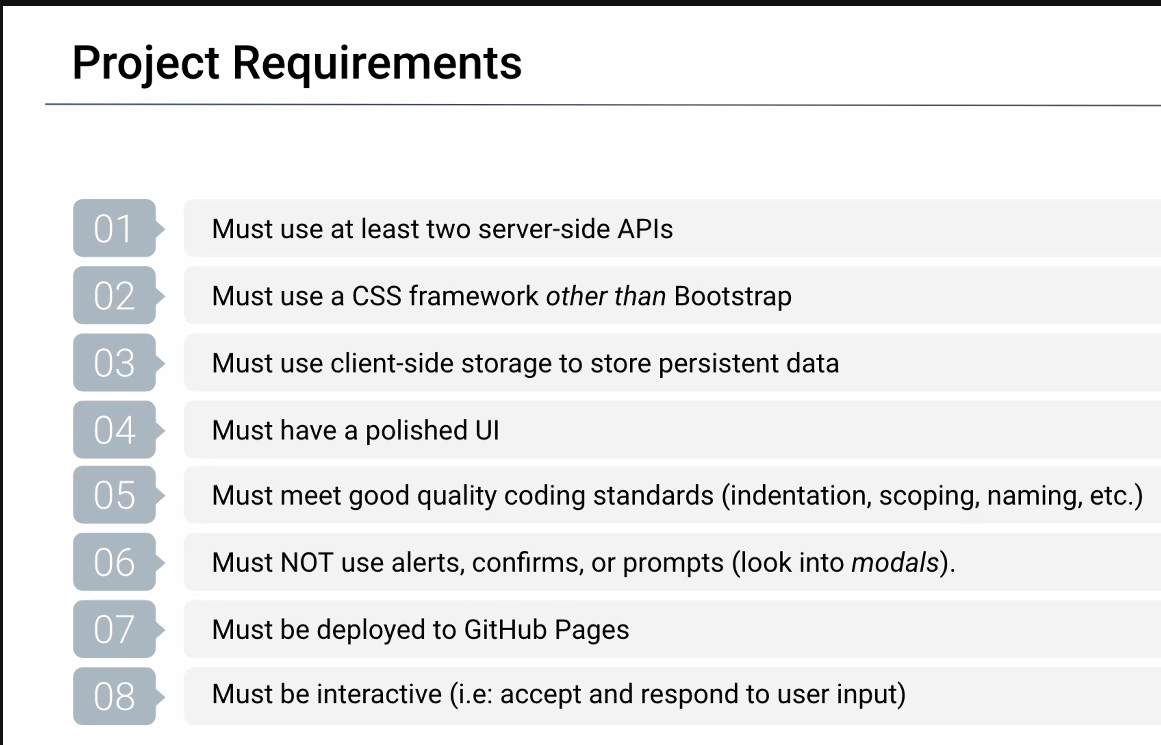 Project Requirements
01 Must use at least two server-side APIs
02 Must use a CSS framework other than Bootstrap
03 Must use client-side storage to store persistent data
04 Must have a polished UI
05 Must meet good quality coding standards (indentation, scoping, naming, etc.)
06 Must NOT use alerts, confirms, or prompts (look into modals).
07 Must be deployed to GitHub Pages
08 Must be interactive (i.e: accept and respond to user input)